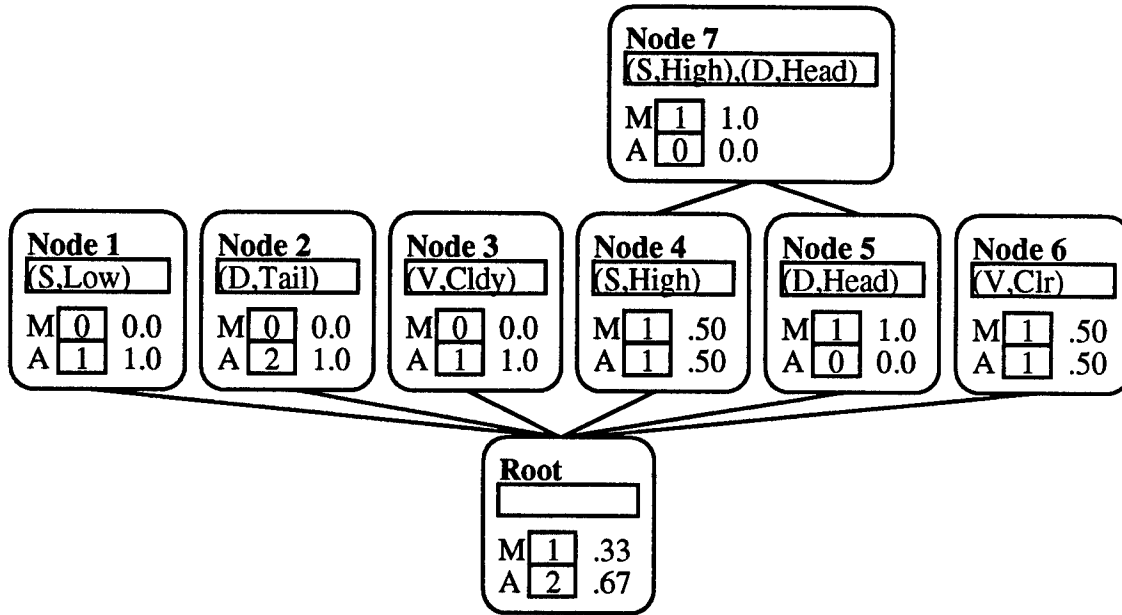 Node 7
(S,High),(D,Head)
M 1 1.0
A 0 0.0
Node 1
(S,Low)
M 0 0.0
A 1 1.0
Node 2
(D,Tail)
M 0 0.0
A 2 1.0
Node 3
(V,Cldy)
M 0 0.0
A 1 1.0
Node 4
(S,High)
M 1 .50
A 1 .50
Node 5
(D,Head)
M 1 1.0
A 0 0.0
Node 6
(V,Clr)
M 1 .50
A 1 .50
Root
M 1 .33
A 2 .67